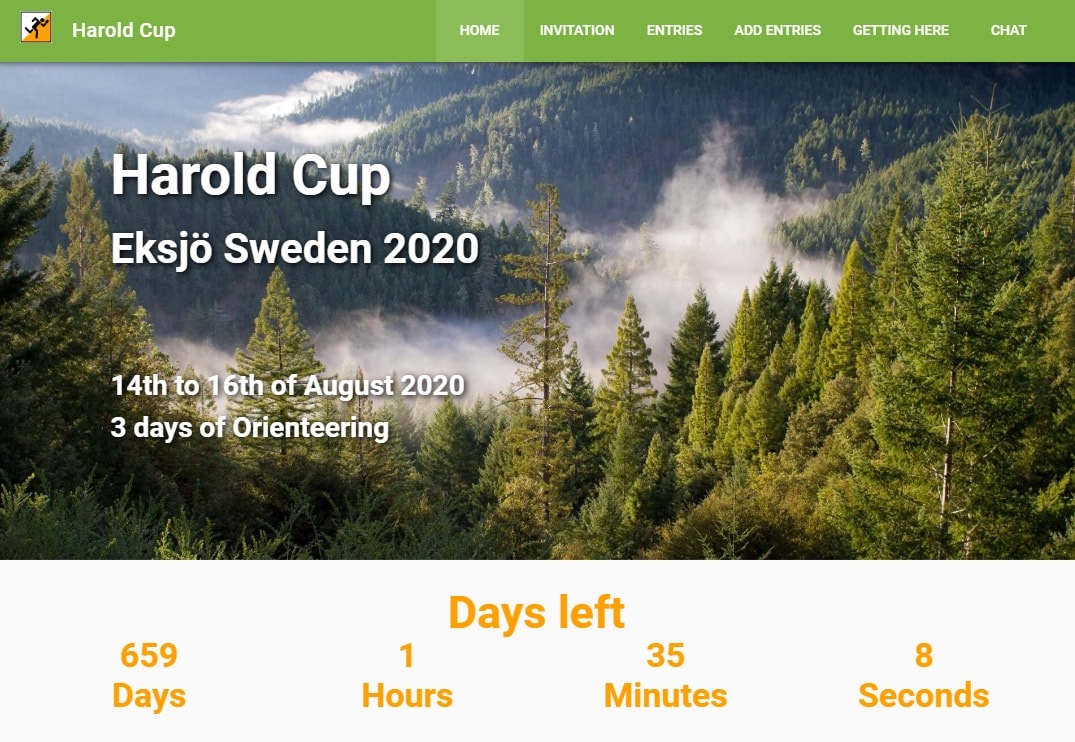 Harold Cup
HOME INVITATION ENTRIES ADD ENTRIES GETTING HERE CHAT
Harold Cup
Eksjö Sweden 2020
14th to 16th of August 2020
3 days of Orienteering
Days left
659 1 35 8
Days Hours Minutes Seconds